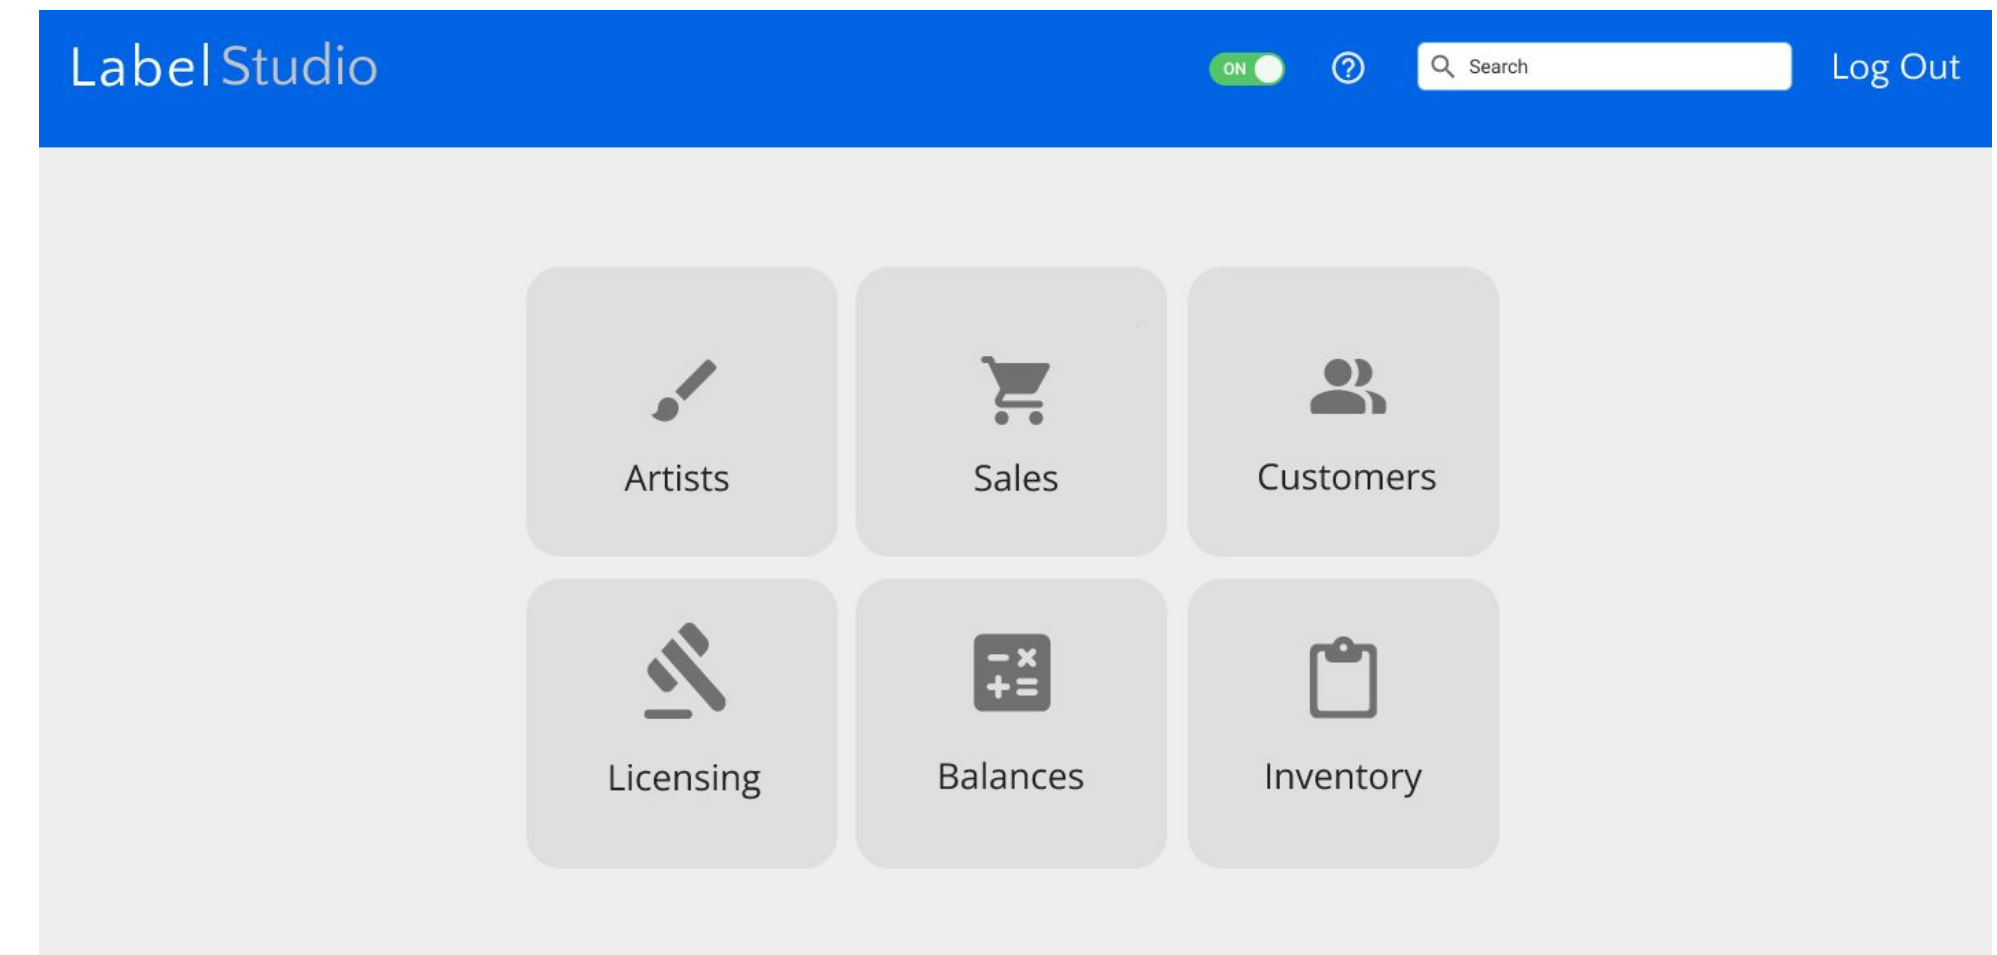 Label Studio ON Search Log Out
Artists Sales Customers
Licensing Balances Inventory